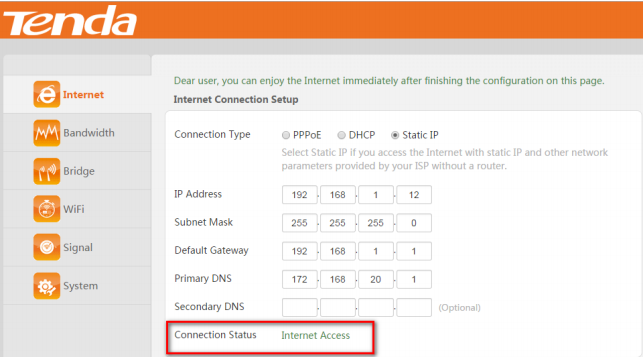 Tenda
Dear user, you can enjoy the Internet immediately after finishing the configuration on this page.
Internet
Internet Connection Setup
Bandwidth
Connection Type PPPoE DHCP Static IP
Select Static IP if you access the Internet with static IP and other network
parameters provided by your ISP without a router.
Bridge
IP Address 192 . 168 . 1 . 12
WiFi
Subnet Mask 255 . 255 . 255 . 0
Signal
Default Gateway 192 . 168 . 1 . 1
System
Primary DNS 172 . 168 . 20 . 1
Secondary DNS . . . (Optional)
Connection Status Internet Access